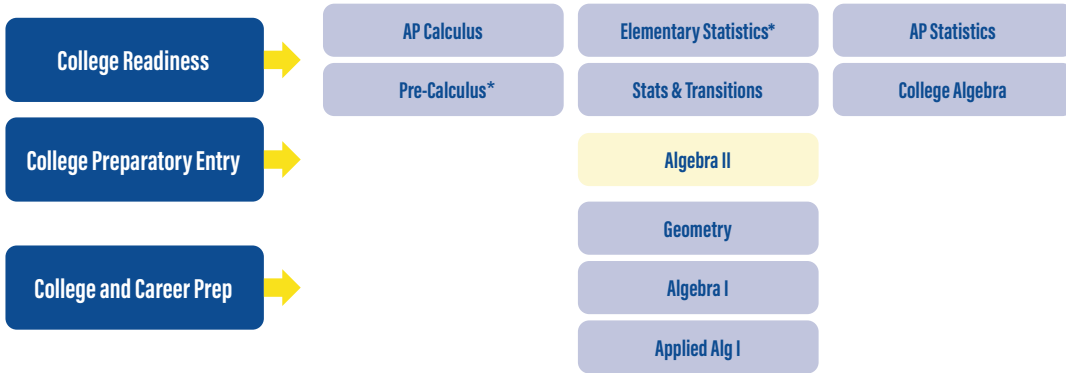 College Readiness
AP Calculus
Elementary Statistics*
AP Statistics
Pre-Calculus*
Stats & Transitions
College Algebra
College Preparatory Entry
Algebra II
College and Career Prep
Geometry
Algebra I
Applied Alg I